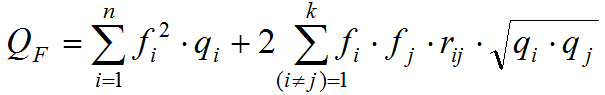 $$Q_F = \sum_{i=1}^{n} f_i^{\,2} \cdot q_i + 2 \sum_{(i \neq j)=1}^{k} f_i \cdot f_j \cdot r_{ij} \cdot \sqrt{q_i \cdot q_j}$$